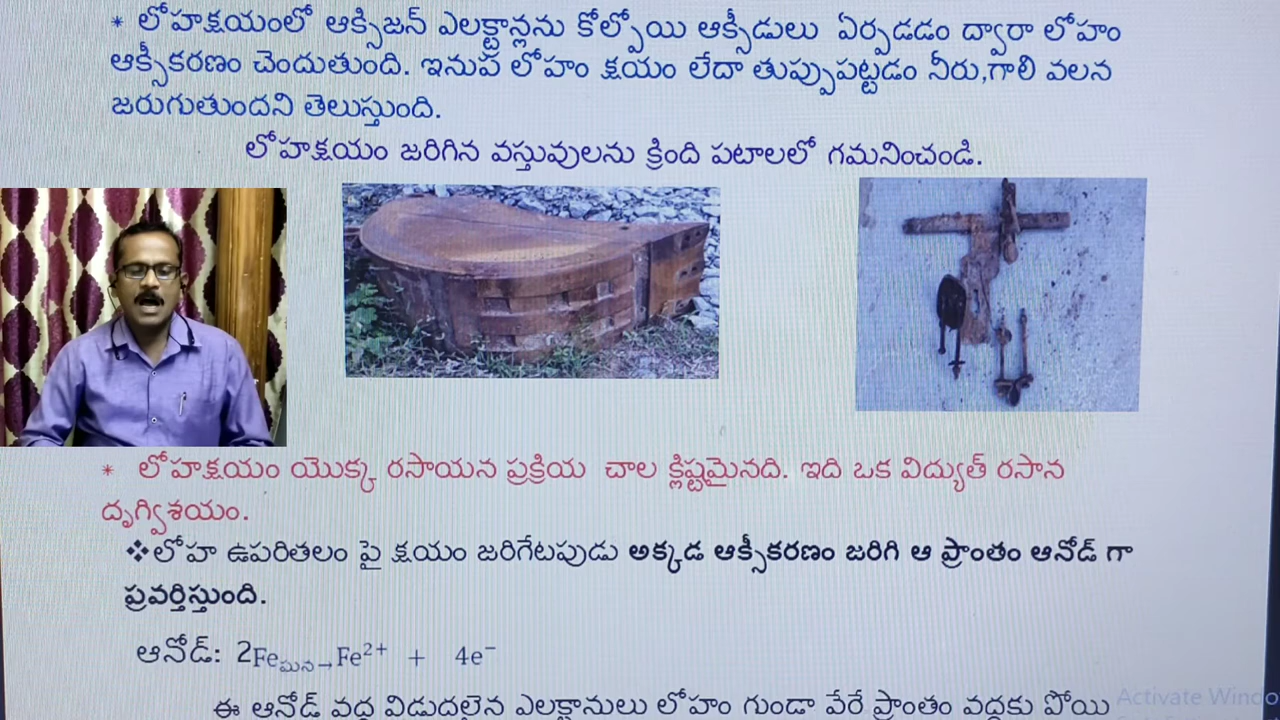 * లోహక్షయంలో ఆక్సిజన్ ఎలక్ట్రాన్లను కోల్పోయి ఆక్సీడులు ఏర్పడడం ద్వారా లోహం
ఆక్సీకరణం చెందుతుంది. ఇనుప లోహం క్షయం లేదా తుప్పుపట్టడం నీరు,గాలి వలన
జరుగుతుందని తెలుస్తుంది.
లోహక్షయం జరిగిన వస్తువులను క్రింది పటాలలో గమనించండి.
* లోహక్షయం యొక్క రసాయన ప్రక్రియ చాల క్లిష్టమైనది. ఇది ఒక విద్యుత్ రసాన
దృగ్విశయం.
❖లోహ ఉపరితలం పై క్షయం జరిగేటపుడు అక్కడ ఆక్సీకరణం జరిగి ఆ ప్రాంతం ఆనోడ్ గా
ప్రవర్తిస్తుంది.
ఆనోడ్: 2Feఘన→Fe²⁺ + 4e⁻
ఈ ఆనోడ్ వద్ద విడుదలైన ఎలక్ట్రానులు లోహం గుండా వేరే ప్రాంతం వద్దకు పోయి
Activate Windo